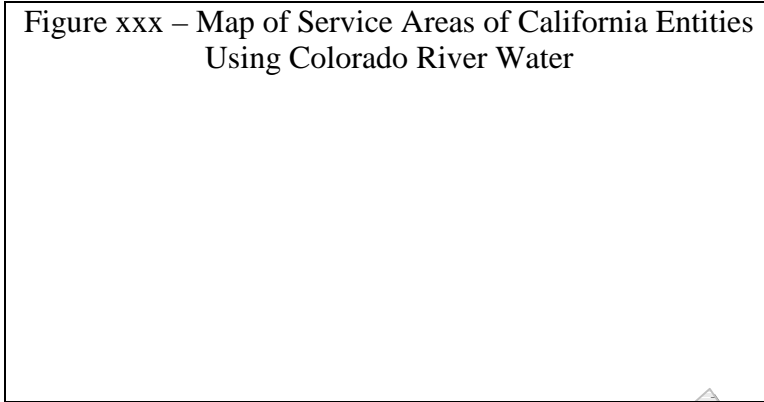 Figure xxx – Map of Service Areas of California Entities
Using Colorado River Water